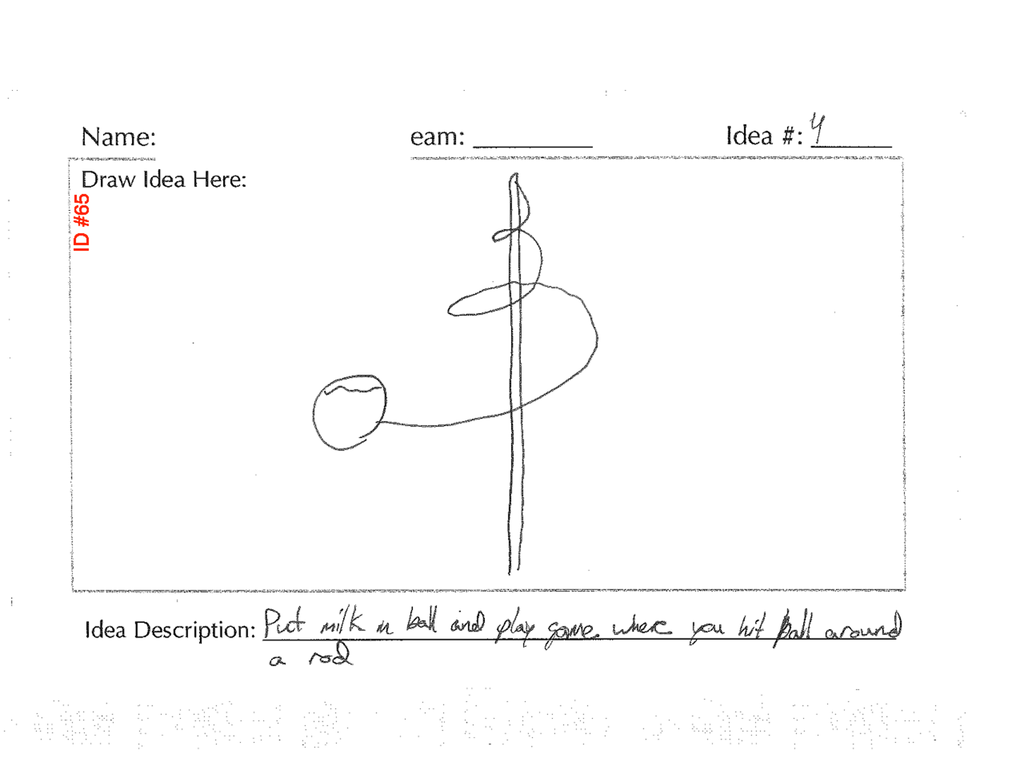 Name:
eam:
Idea #: 4
Draw Idea Here:
ID #65
Idea Description: Put milk in ball and play game where you hit ball around
a rod